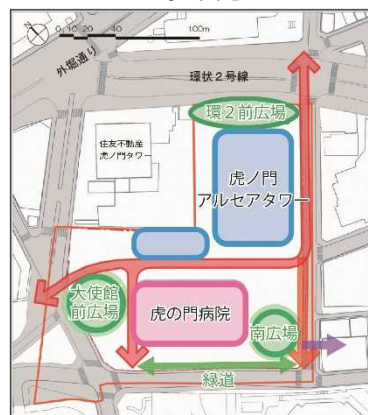 0 10 20 40 100m
外堀通り
環状2号線
環2前広場
住友不動産
虎ノ門タワー
虎ノ門
アルセアタワー
大使館
前広場
虎の門病院
南広場
緑道